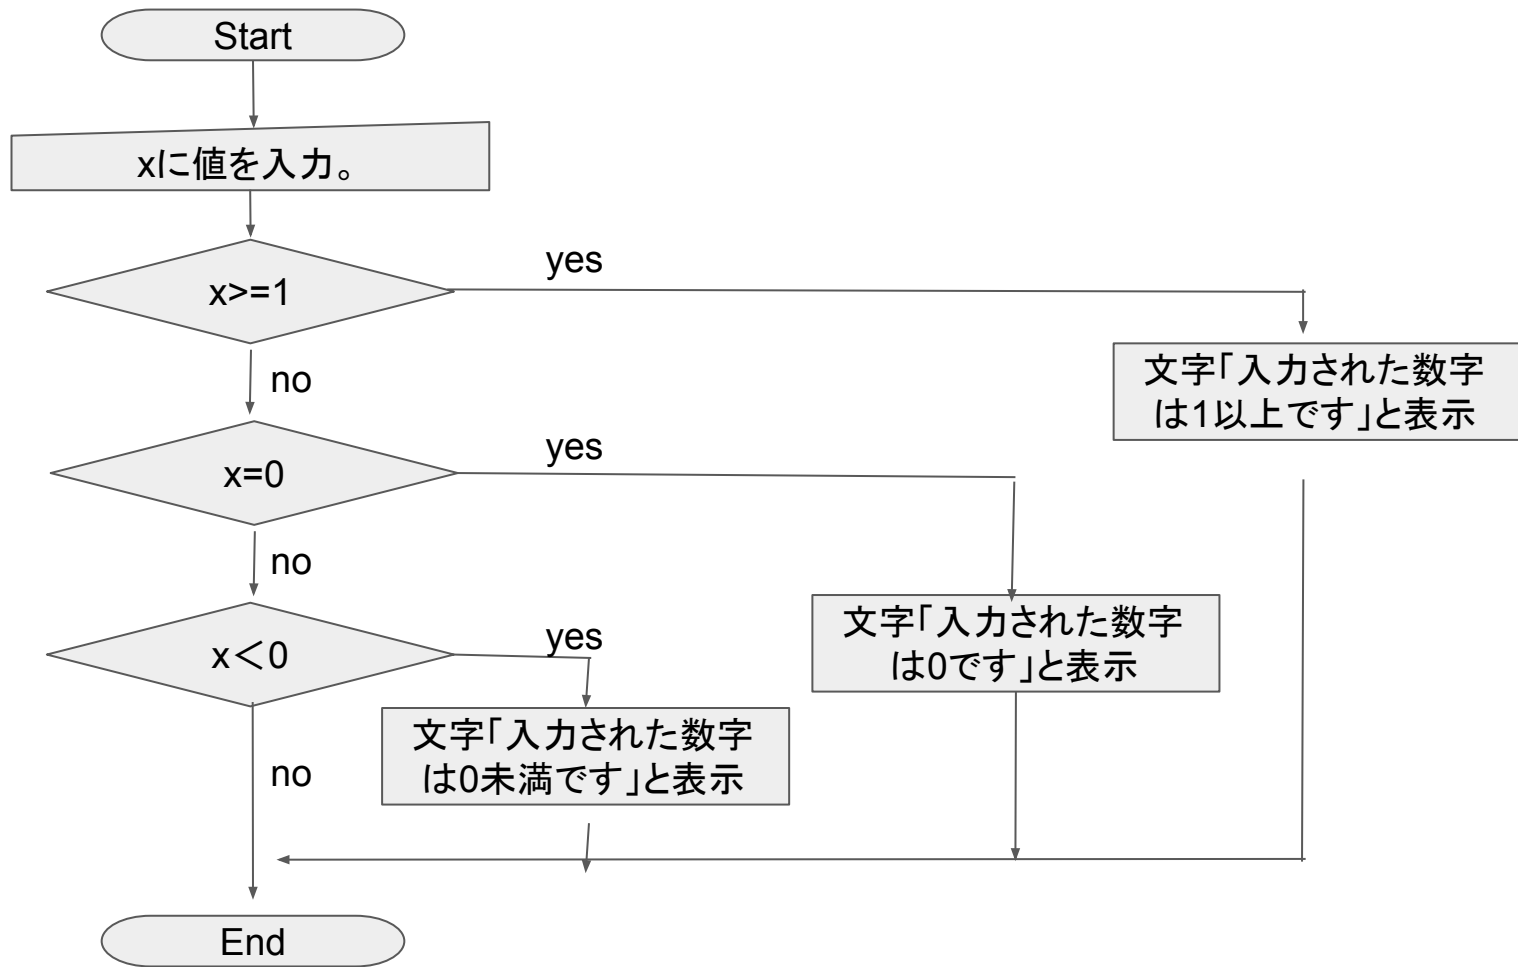 Start
xに値を入力。
x>=1
yes
文字｢入力された数字
は1以上です｣と表示
no
x=0
yes
文字｢入力された数字
は0です｣と表示
no
x＜0
yes
文字｢入力された数字
は0未満です｣と表示
no
End